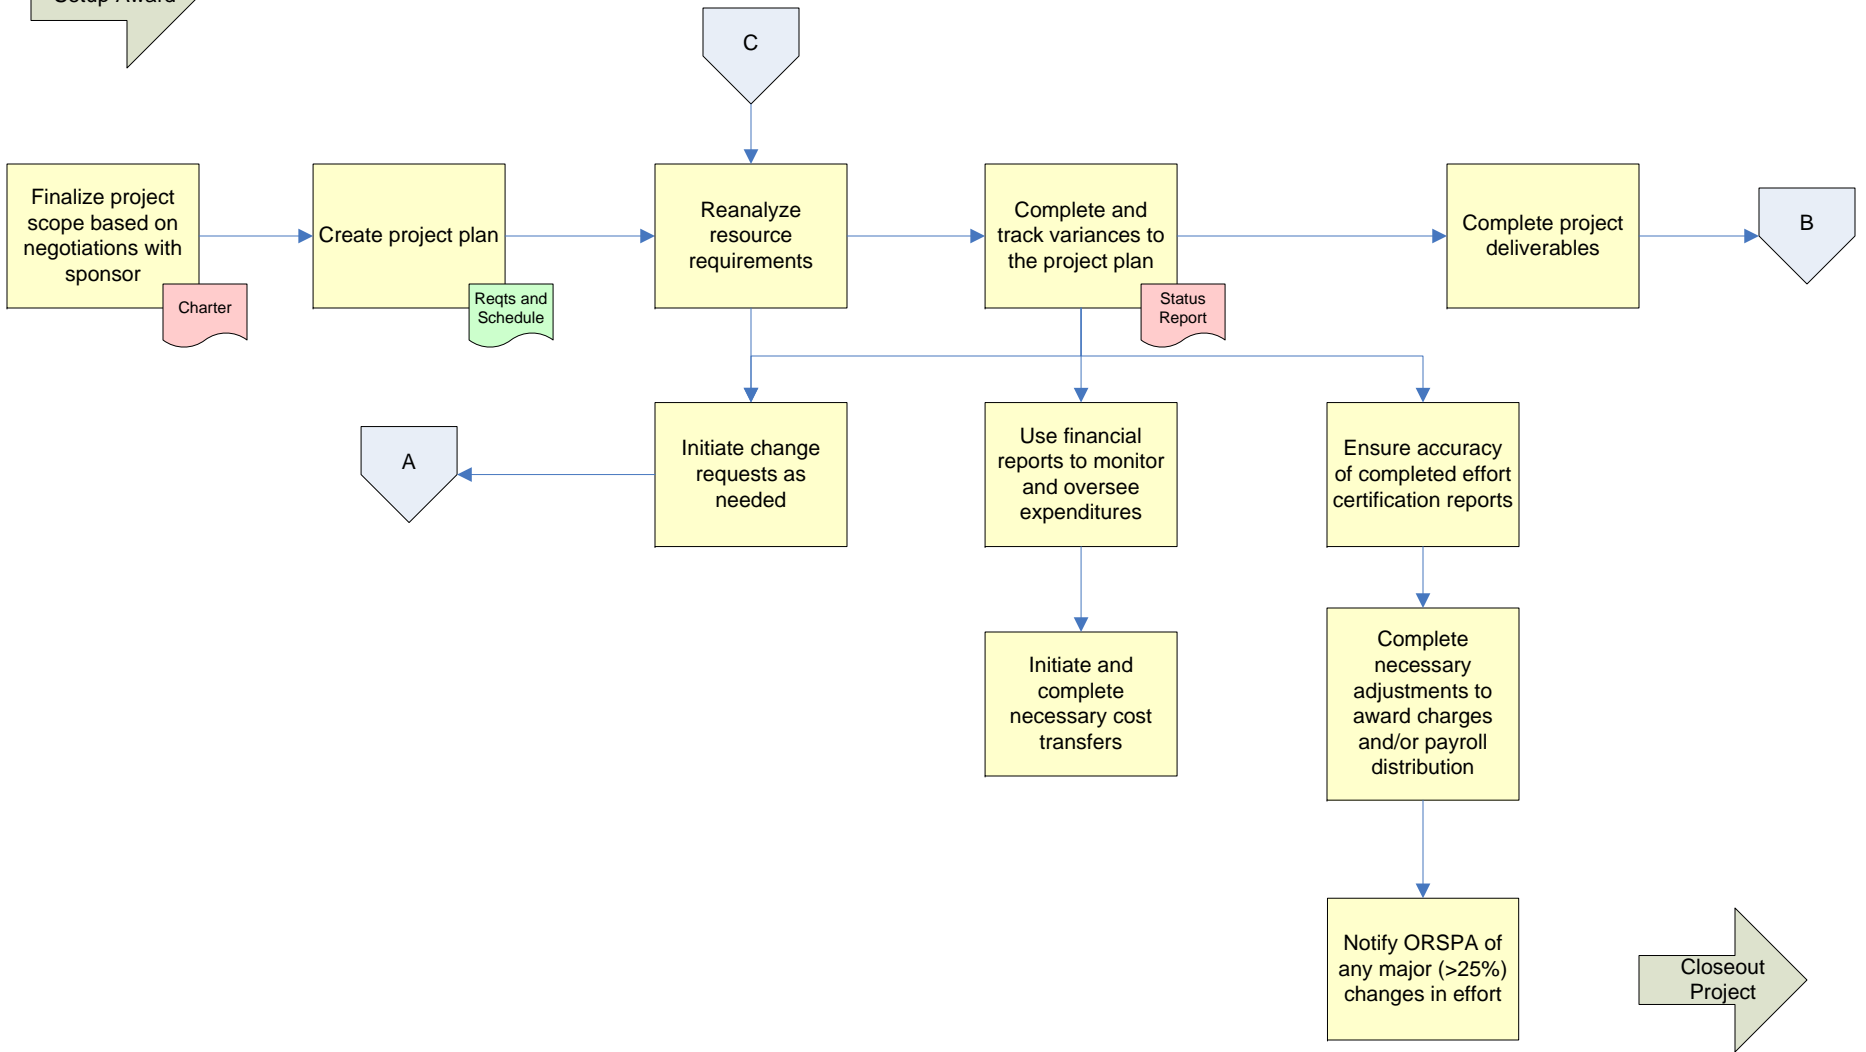 Setup Award
C
Finalize project
scope based on
negotiations with
sponsor
Charter
Create project plan
Reqts and
Schedule
Reanalyze
resource
requirements
Complete and
track variances to
the project plan
Status
Report
Complete project
deliverables
B
A
Initiate change
requests as
needed
Use financial
reports to monitor
and oversee
expenditures
Ensure accuracy
of completed effort
certification reports
Initiate and
complete
necessary cost
transfers
Complete
necessary
adjustments to
award charges
and/or payroll
distribution
Notify ORSPA of
any major (>25%)
changes in effort
Closeout
Project